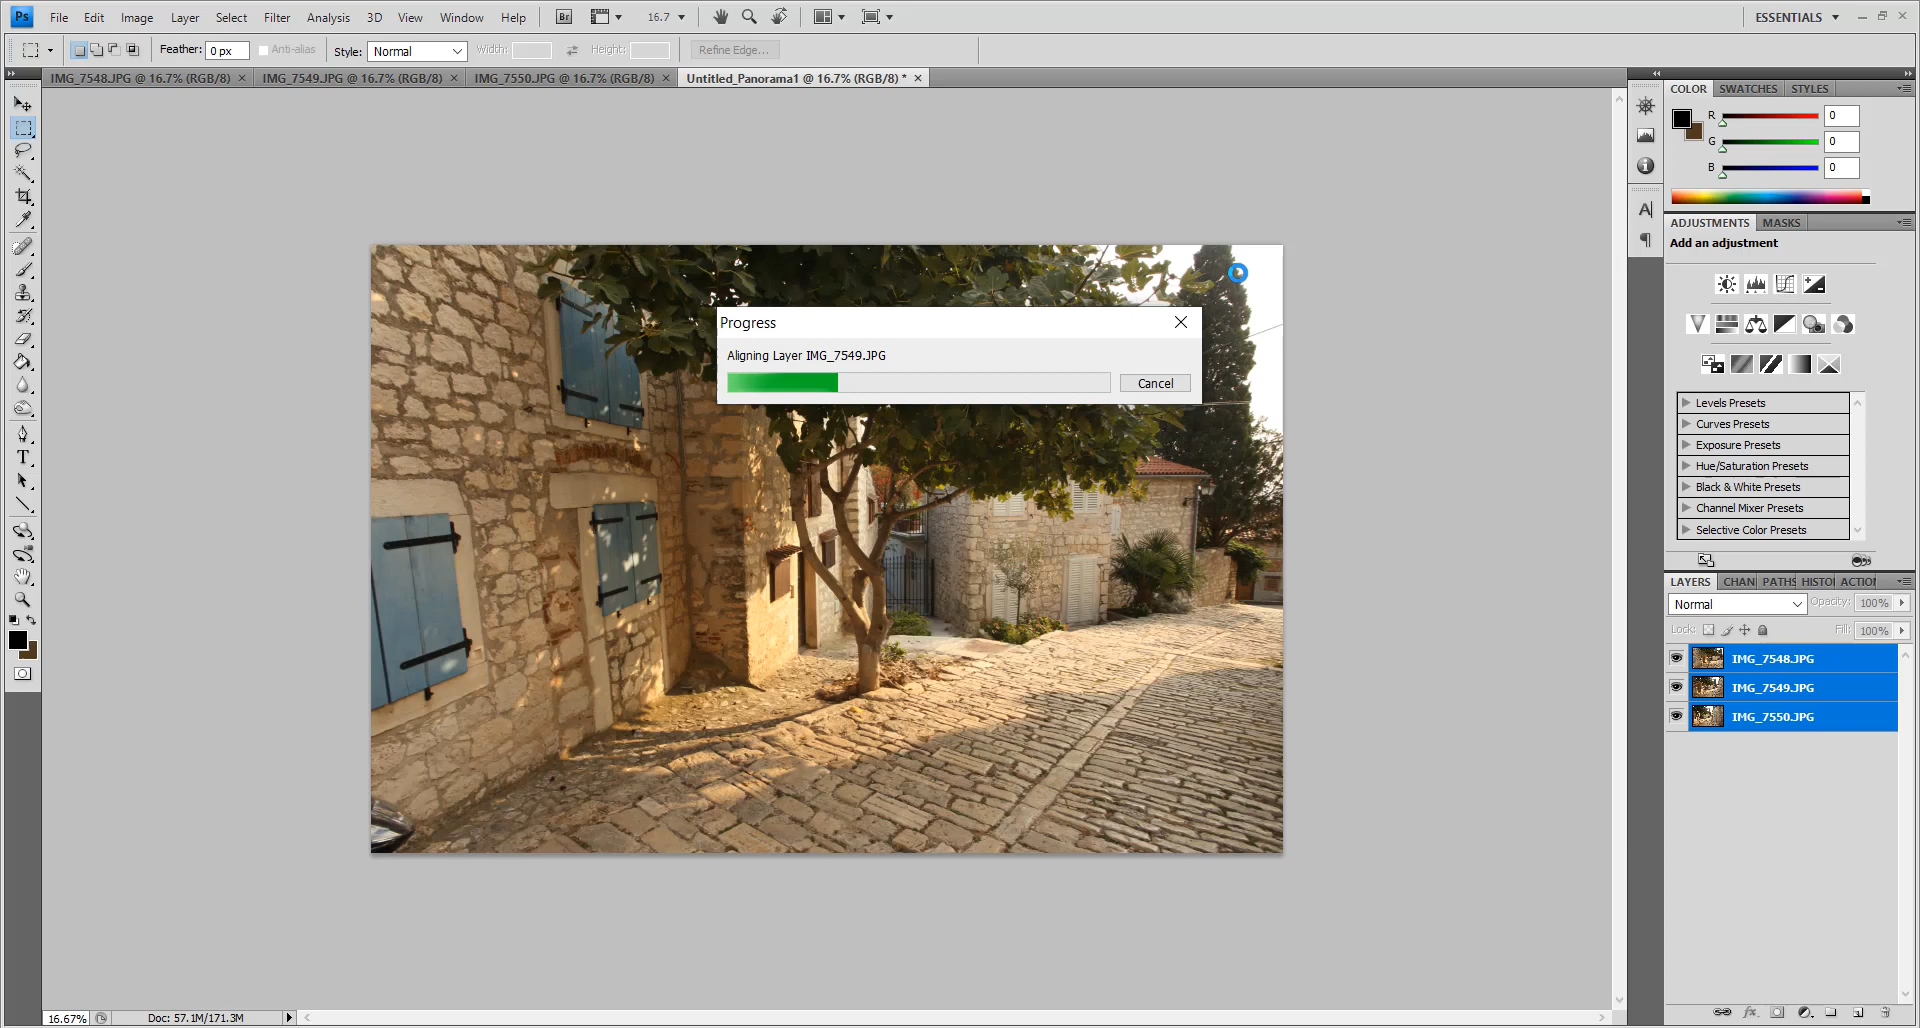 Ps File Edit Image Layer Select Filter Analysis 3D View Window Help Br 16.7 ESSENTIALS
Feather: 0 px Anti-alias Style: Normal Width: Height: Refine Edge...
IMG_7548.JPG @ 16.7% (RGB/8) IMG_7549.JPG @ 16.7% (RGB/8) IMG_7550.JPG @ 16.7% (RGB/8) Untitled_Panorama1 @ 16.7% (RGB/8) *
Progress
Aligning Layer IMG_7549.JPG
Cancel
COLOR SWATCHES STYLES
R 0
G 0
B 0
ADJUSTMENTS MASKS
Add an adjustment
Levels Presets
Curves Presets
Exposure Presets
Hue/Saturation Presets
Black & White Presets
Channel Mixer Presets
Selective Color Presets
LAYERS CHAN PATHS HISTO ACTION
Normal Opacity: 100%
Lock: Fill: 100%
IMG_7548.JPG
IMG_7549.JPG
IMG_7550.JPG
16.67% Doc: 57.1M/171.3M